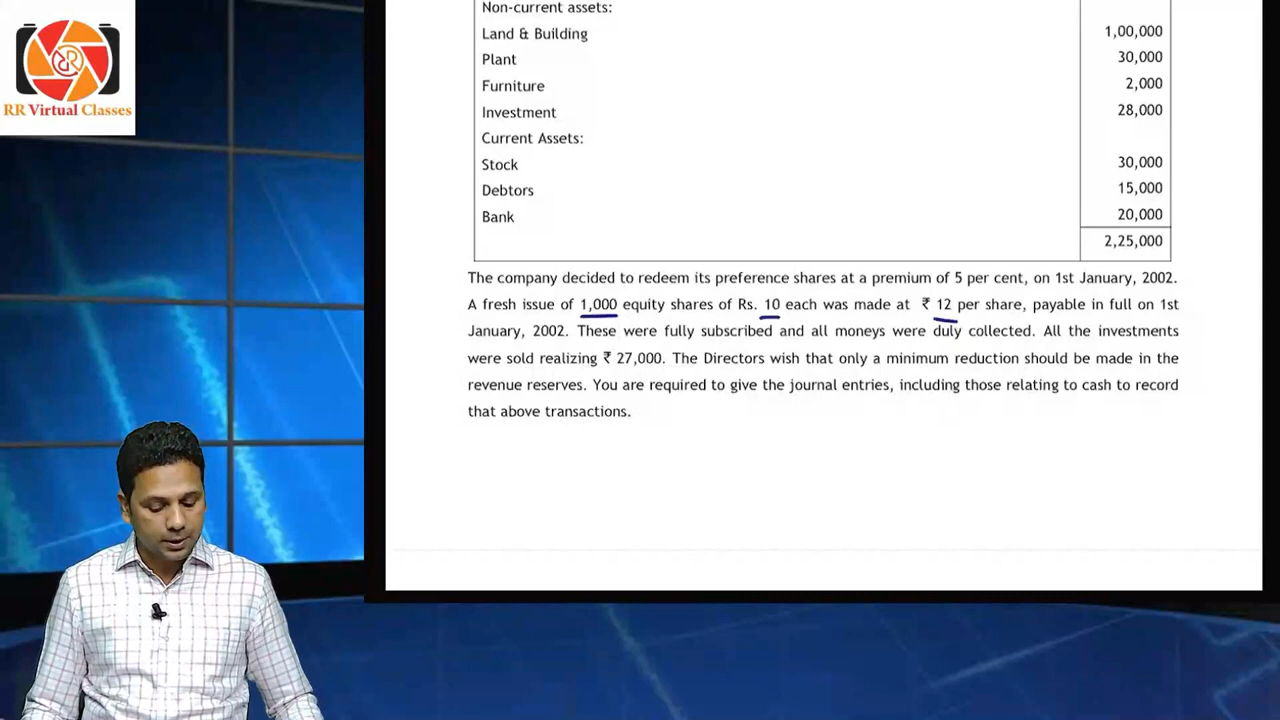 RR Virtual Classes
Non-current assets:
Land & Building 1,00,000
Plant 30,000
Furniture 2,000
Investment 28,000
Current Assets:
Stock 30,000
Debtors 15,000
Bank 20,000
2,25,000
The company decided to redeem its preference shares at a premium of 5 per cent, on 1st January, 2002.
A fresh issue of 1,000 equity shares of Rs. 10 each was made at ₹ 12 per share, payable in full on 1st
January, 2002. These were fully subscribed and all moneys were duly collected. All the investments
were sold realizing ₹ 27,000. The Directors wish that only a minimum reduction should be made in the
revenue reserves. You are required to give the journal entries, including those relating to cash to record
that above transactions.